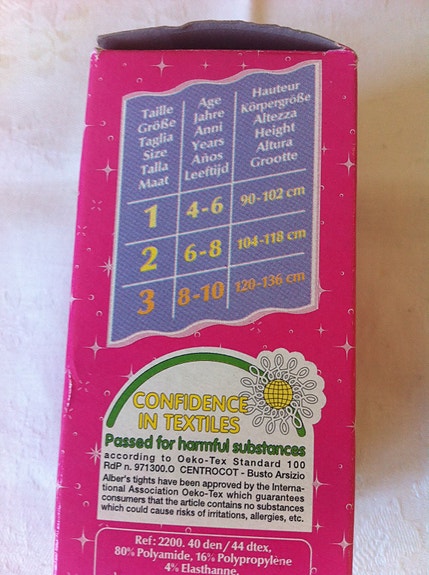 Taille Age Hauteur
Größe Jahre Körpergröße
Taglia Anni Altezza
Size Years Height
Talla Años Altura
Maat Leeftijd Grootte
1 4-6 90-102 cm
2 6-8 104-118 cm
3 8-10 120-136 cm
CONFIDENCE
IN TEXTILES
Passed for harmful substances
according to Oeko-Tex Standard 100
RdP n. 971300.O CENTROCOT - Busto Arsizio
Alber's tights have been approved by the Interna-
tional Association Oeko-Tex which guarantees
consumers that the article contains no substances
which could cause risks of irritations, allergies, etc.
Ref: 2200. 40 den / 44 dtex,
80% Polyamide, 16% Polypropylène
4% Elasthanne.